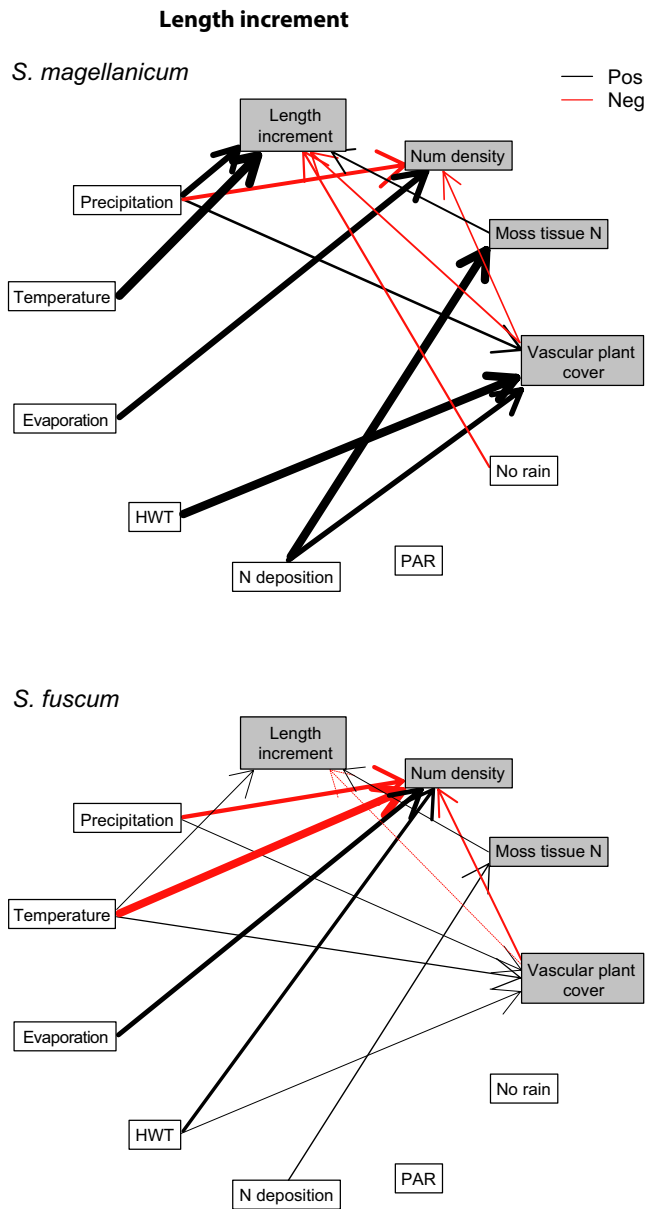 Length increment
S. magellanicum
Pos
Neg
Length
increment
Num density
Precipitation
Moss tissue N
Temperature
Vascular plant
cover
Evaporation
No rain
HWT
PAR
N deposition
S. fuscum
Length
increment
Num density
Precipitation
Moss tissue N
Temperature
Vascular plant
cover
Evaporation
No rain
HWT
PAR
N deposition